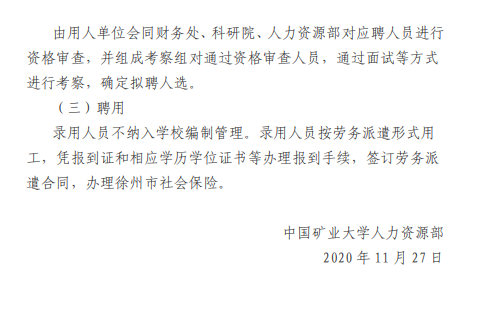 由用人单位会同财务处、科研院、人力资源部对应聘人员进行
资格审查，并组成考察组对通过资格审查人员，通过面试等方式
进行考察，确定拟聘人选。
（三）聘用
录用人员不纳入学校编制管理。录用人员按劳务派遣形式用
工，凭报到证和相应学历学位证书等办理报到手续，签订劳务派
遣合同，办理徐州市社会保险。
中国矿业大学人力资源部
2020 年 11 月 27 日